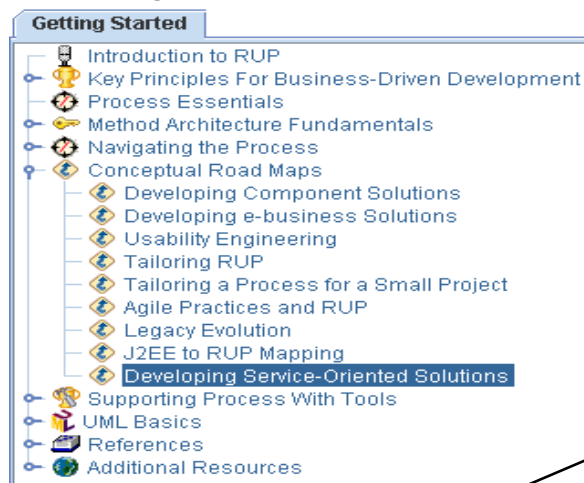 Getting Started
Introduction to RUP
Key Principles For Business-Driven Development
Process Essentials
Method Architecture Fundamentals
Navigating the Process
Conceptual Road Maps
Developing Component Solutions
Developing e-business Solutions
Usability Engineering
Tailoring RUP
Tailoring a Process for a Small Project
Agile Practices and RUP
Legacy Evolution
J2EE to RUP Mapping
Developing Service-Oriented Solutions
Supporting Process With Tools
UML Basics
References
Additional Resources